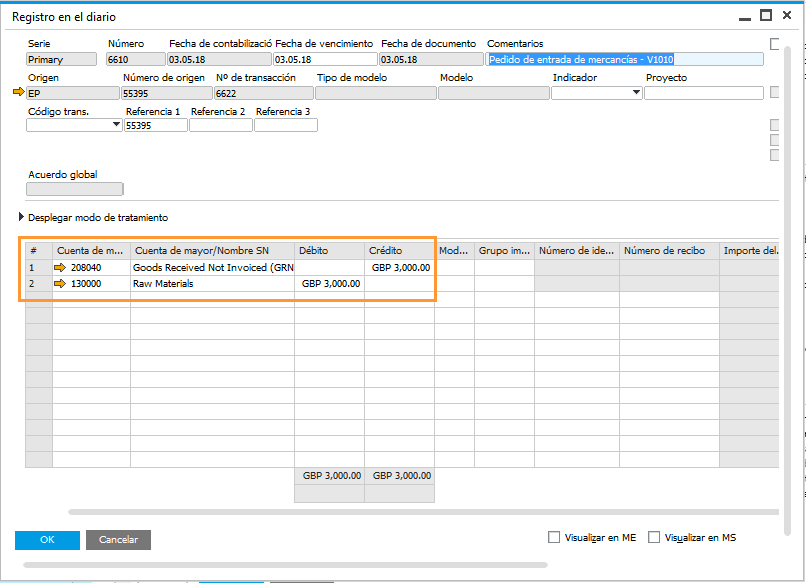 Registro en el diario
Serie Número Fecha de contabilizació Fecha de vencimiento Fecha de documento Comentarios
Primary 6610 03.05.18 03.05.18 03.05.18 Pedido de entrada de mercancías - V1010
Origen Número de origen Nº de transacción Tipo de modelo Modelo Indicador Proyecto
EP 55395 6622
Código trans. Referencia 1 Referencia 2 Referencia 3
55395
Acuerdo global
Desplegar modo de tratamiento
# Cuenta de m... Cuenta de mayor/Nombre SN Débito Crédito Mod... Grupo im... Número de ide... Número de recibo Importe del.
1 208040 Goods Received Not Invoiced (GRN GBP 3,000.00
2 130000 Raw Materials GBP 3,000.00
GBP 3,000.00 GBP 3,000.00
OK Cancelar Visualizar en ME Visualizar en MS